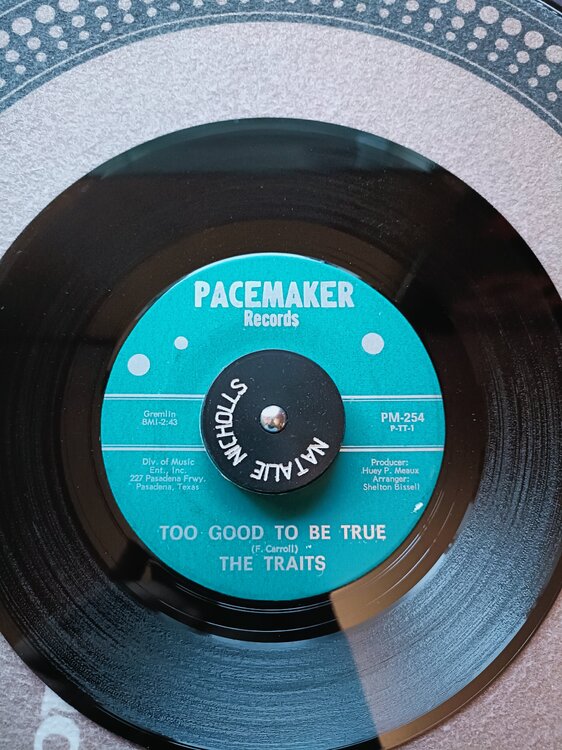 PACEMAKER
Records
Gremlin
BMI-2:43
PM-254
P-TT-1
NATALIE NICHOLLS
Div. of Music
Ent., Inc.
227 Pasadena Frwy.
Pasadena, Texas
Producer:
Huey P. Meaux
Arranger:
Shelton Bissell
TOO GOOD TO BE TRUE
(F. Carroll)
THE TRAITS